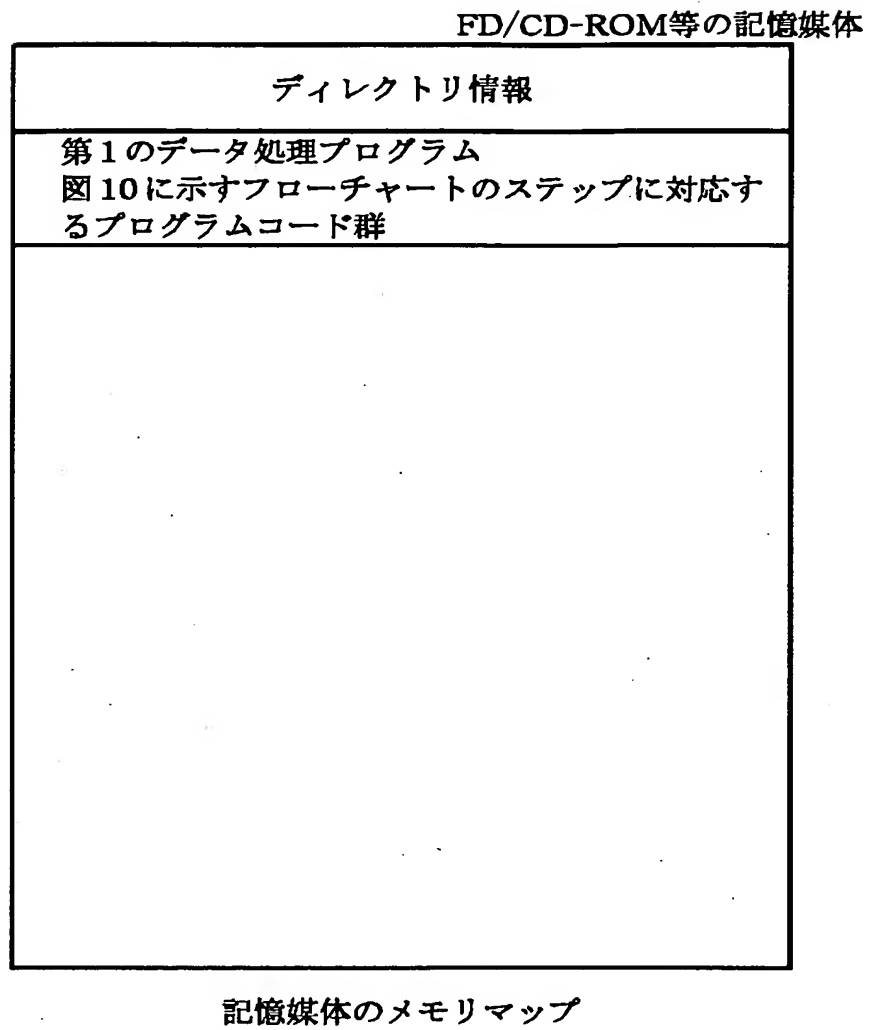 FD/CD-ROM等の記憶媒体
ディレクトリ情報
第1のデータ処理プログラム
図10に示すフローチャートのステップに対応す
るプログラムコード群
記憶媒体のメモリマップ